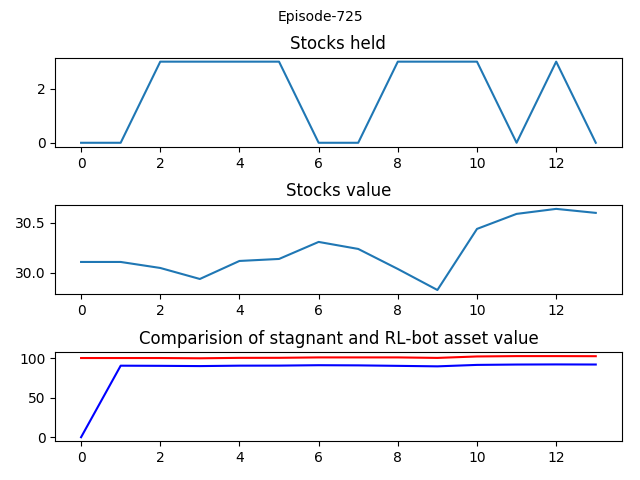 Episode-725
Stocks held
2
0
0 2 4 6 8 10 12
Stocks value
30.5
30.0
0 2 4 6 8 10 12
Comparision of stagnant and RL-bot asset value
100
50
0
0 2 4 6 8 10 12